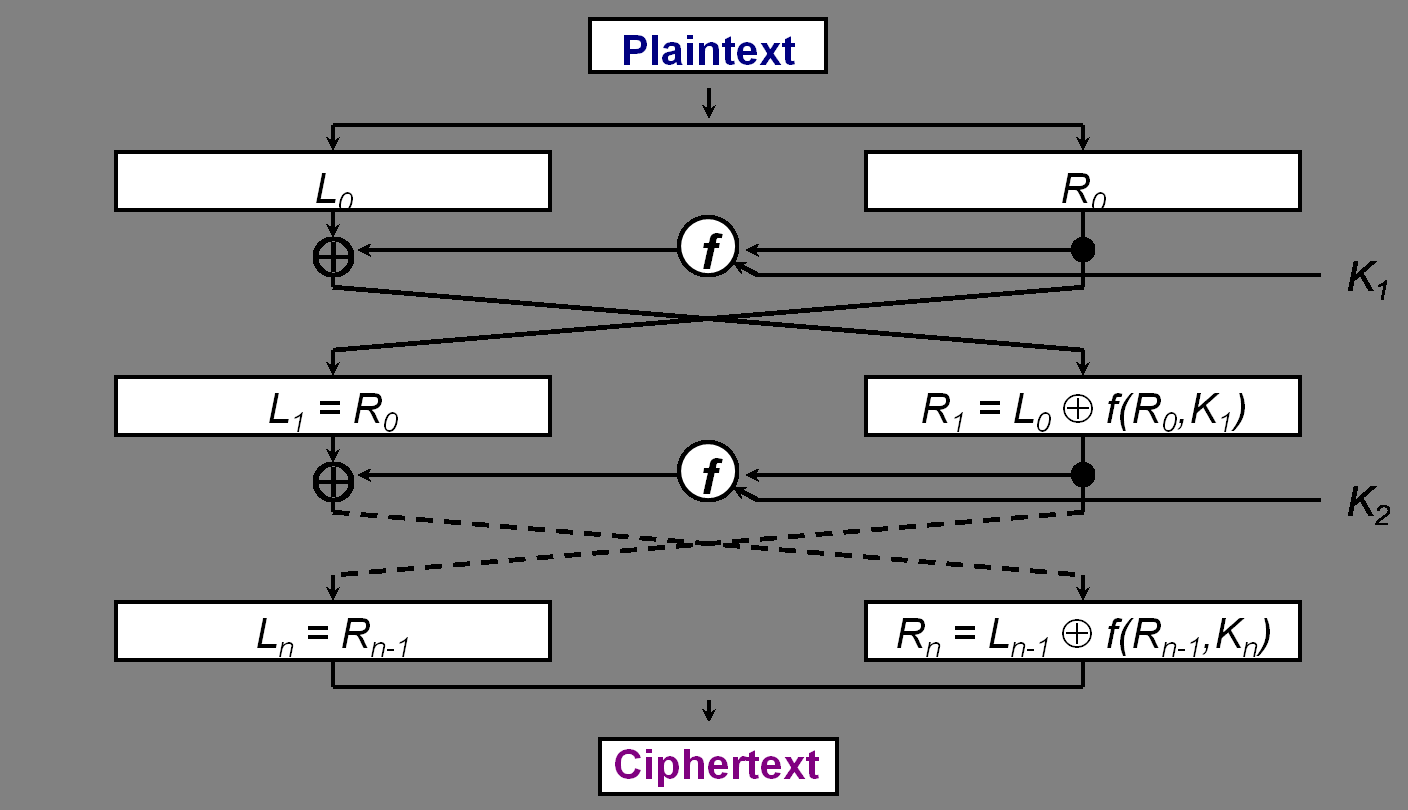 Plaintext
L₀ R₀
f
K₁
L₁ = R₀ R₁ = L₀ ⊕ f(R₀,K₁)
f
K₂
Lₙ = Rₙ₋₁ Rₙ = Lₙ₋₁ ⊕ f(Rₙ₋₁,Kₙ)
Ciphertext